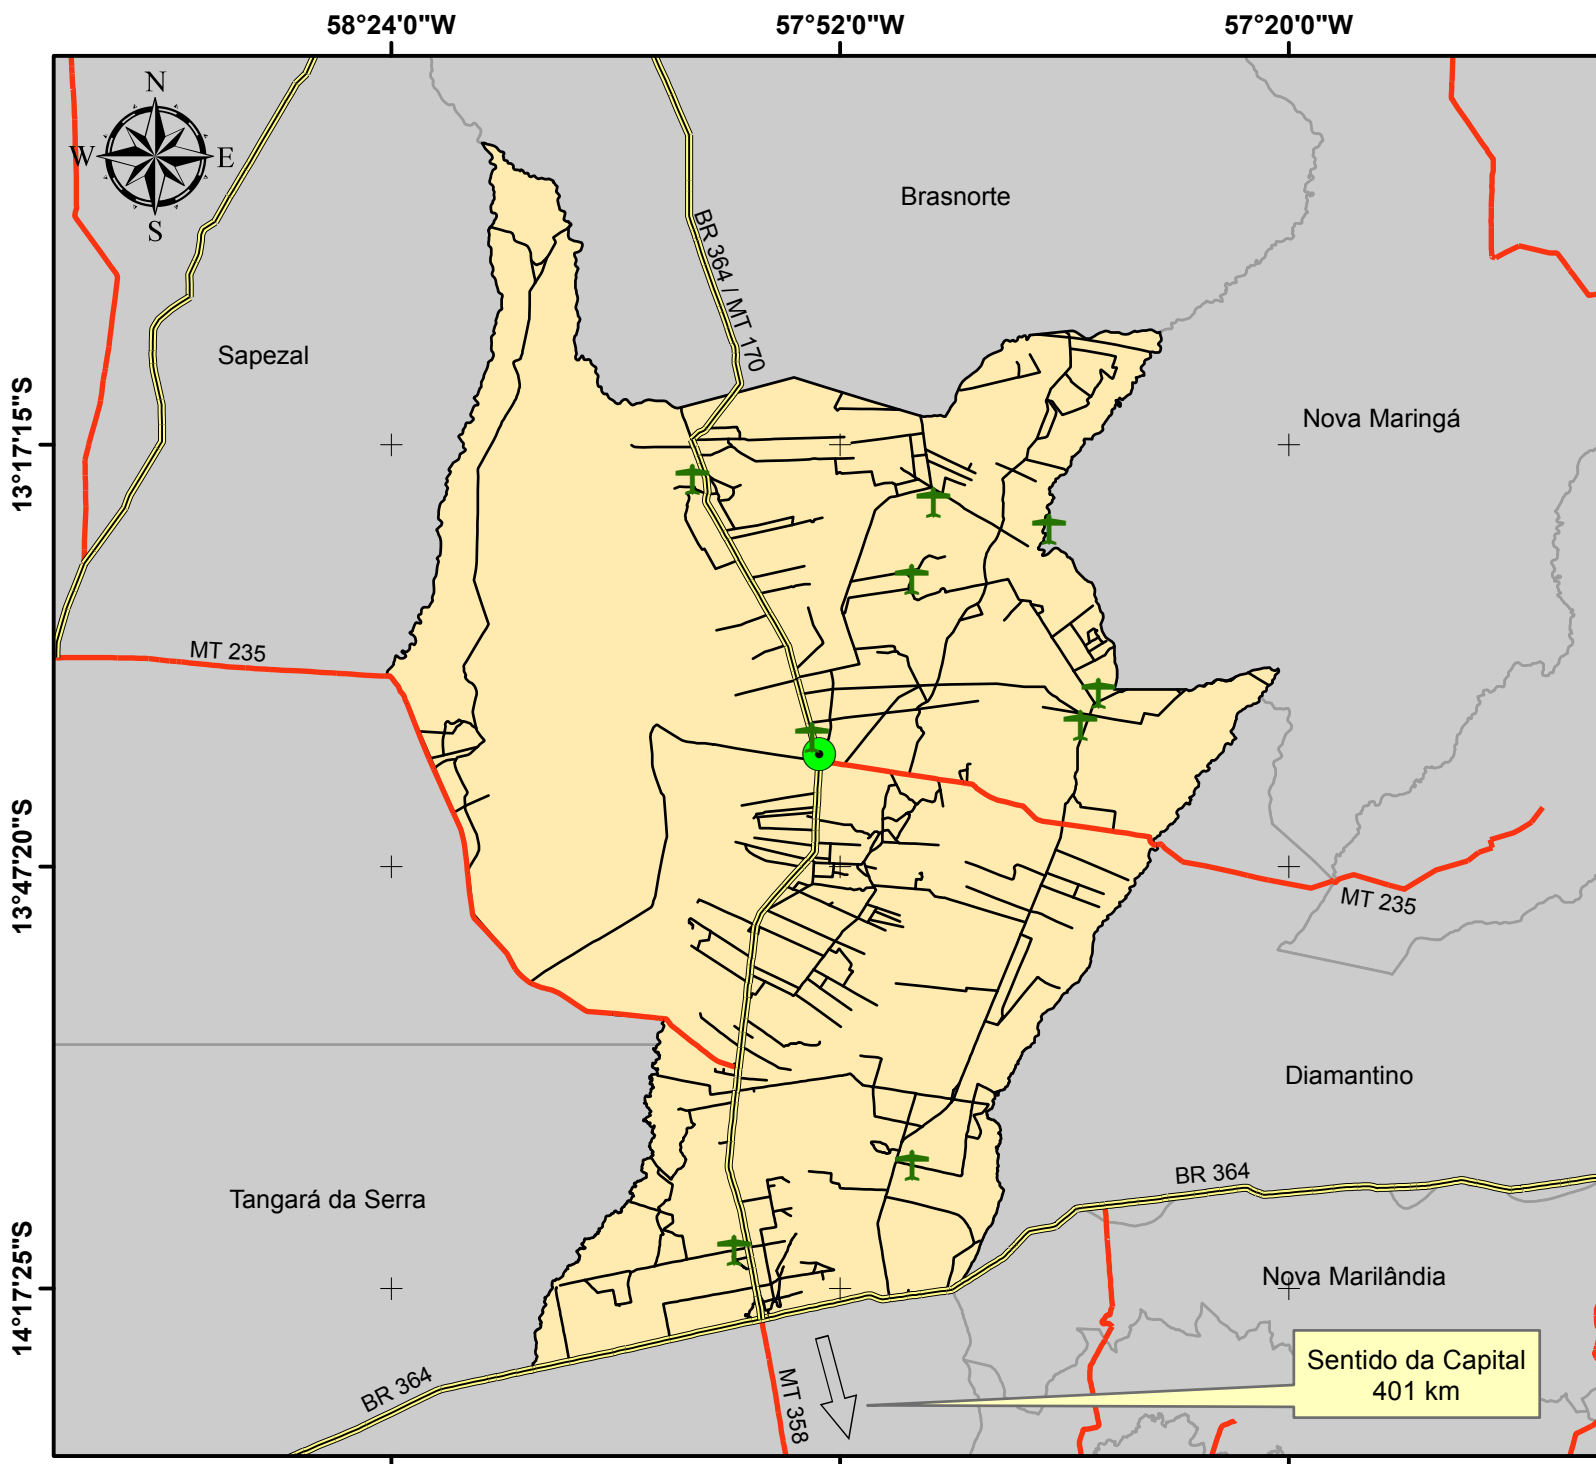 58°24'0"W
57°52'0"W
57°20'0"W
N
W
E
S
Brasnorte
BR 364 / MT 170
Sapezal
13°17'15"S
Nova Maringá
MT 235
13°47'20"S
MT 235
Diamantino
BR 364
Tangará da Serra
14°17'25"S
Nova Marilândia
Sentido da Capital
401 km
BR 364
MT 358